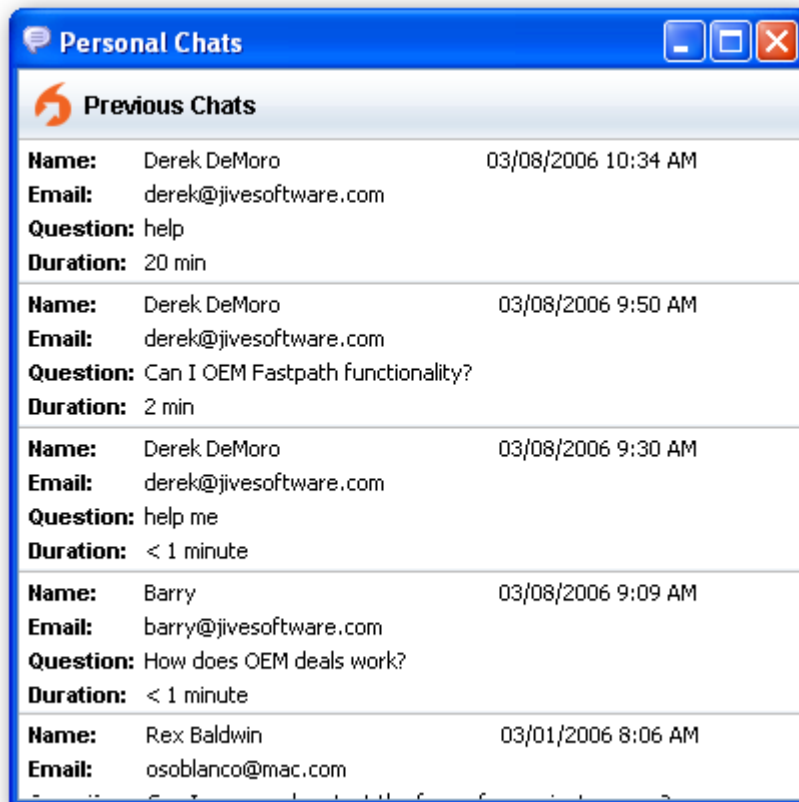 Personal Chats
Previous Chats
Name: Derek DeMoro 03/08/2006 10:34 AM
Email: derek@jivesoftware.com
Question: help
Duration: 20 min
Name: Derek DeMoro 03/08/2006 9:50 AM
Email: derek@jivesoftware.com
Question: Can I OEM Fastpath functionality?
Duration: 2 min
Name: Derek DeMoro 03/08/2006 9:30 AM
Email: derek@jivesoftware.com
Question: help me
Duration: < 1 minute
Name: Barry 03/08/2006 9:09 AM
Email: barry@jivesoftware.com
Question: How does OEM deals work?
Duration: < 1 minute
Name: Rex Baldwin 03/01/2006 8:06 AM
Email: osoblanco@mac.com